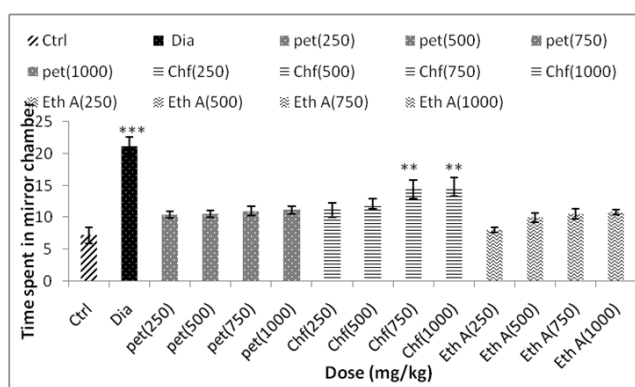 Ctrl Dia pet(250) pet(500) pet(750)
pet(1000) Chf(250) Chf(500) Chf(750) Chf(1000)
Eth A(250) Eth A(500) Eth A(750) Eth A(1000)
Time spent in mirror chamber
25
20
15
10
5
0
***
**
**
Ctrl
Dia
pet(250)
pet(500)
pet(750)
pet(1000)
Chf(250)
Chf(500)
Chf(750)
Chf(1000)
Eth A(250)
Eth A(500)
Eth A(750)
Eth A(1000)
Dose (mg/kg)